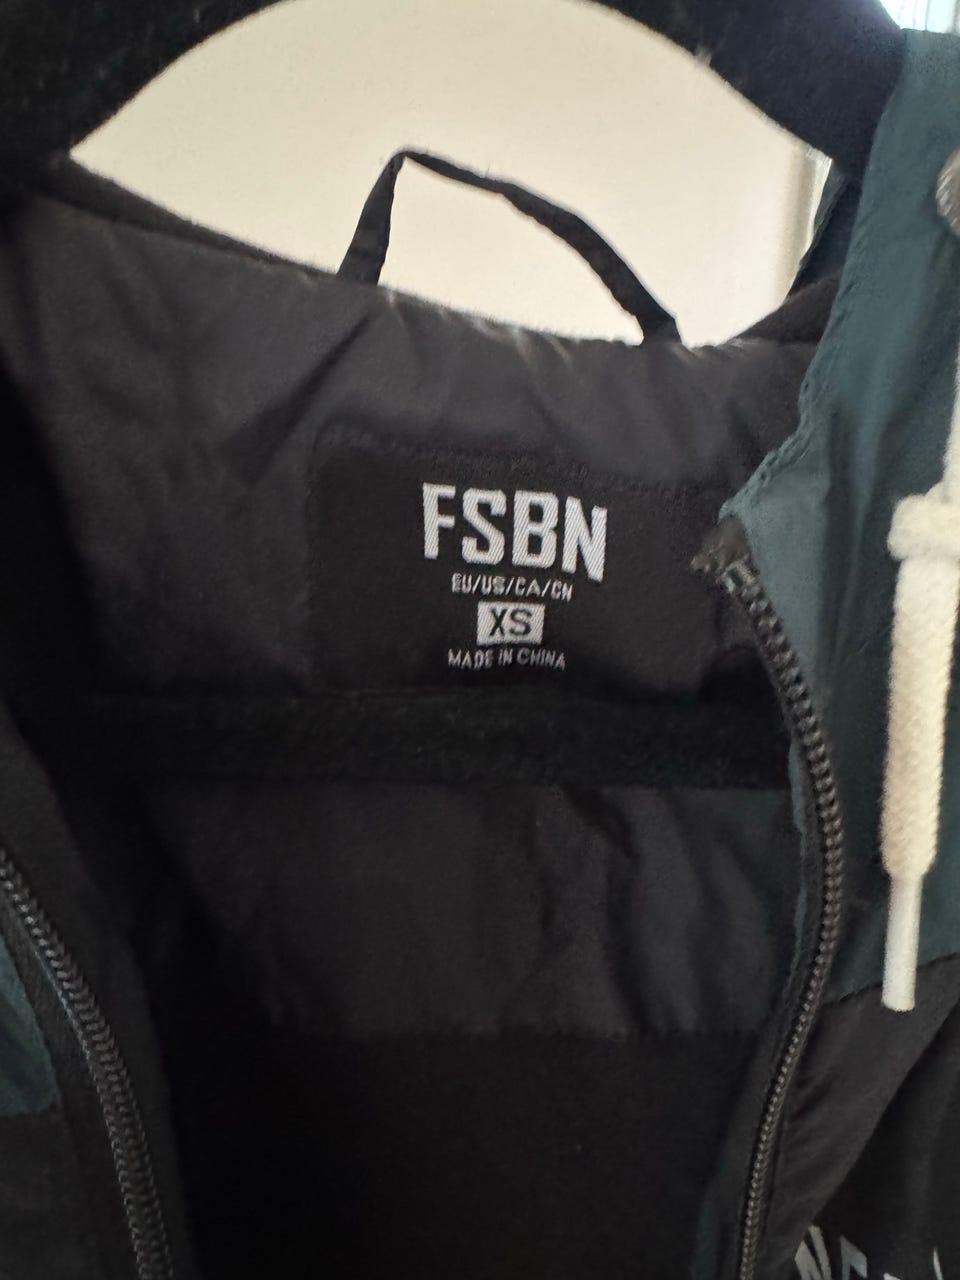 FSBN
EU/US/CA/CN
XS
MADE IN CHINA